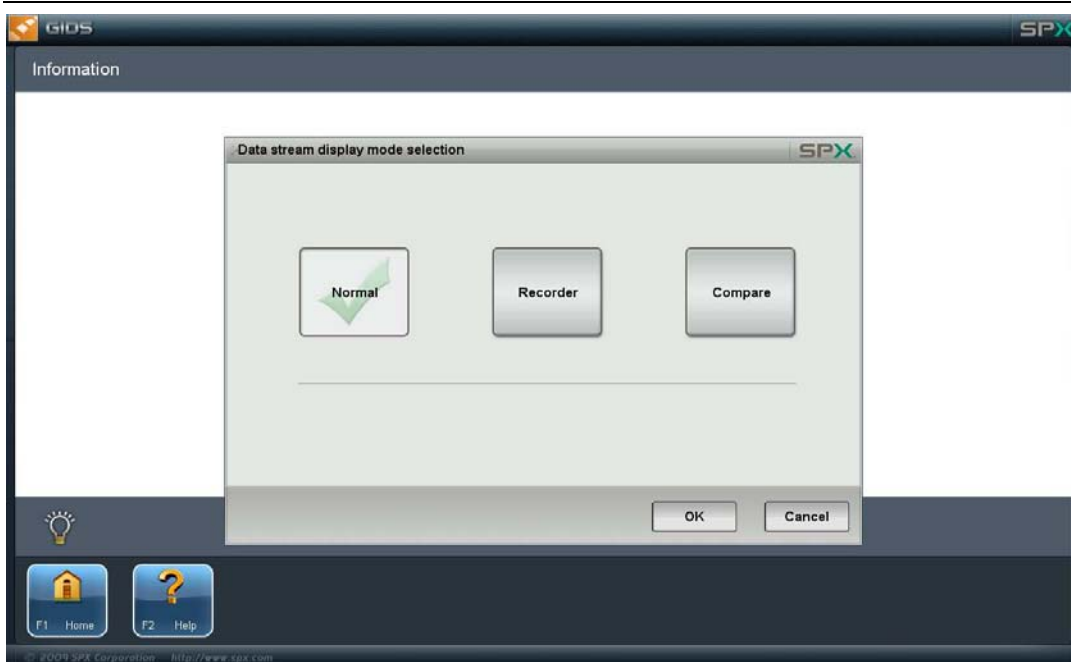 GIDS
SPX
Information
Data stream display mode selection
SPX
Normal
Recorder
Compare
OK
Cancel
F1 Home
F2 Help
© 2009 SPX Corporation http://www.spx.com